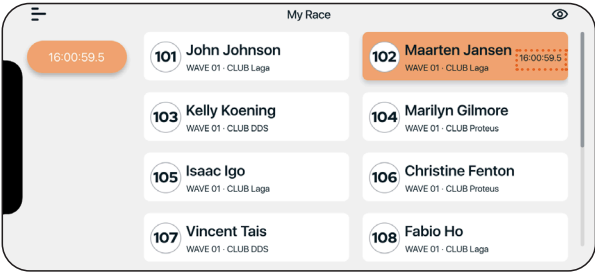 My Race
16:00:59.5
101 John Johnson
WAVE 01 · CLUB Laga
102 Maarten Jansen 16:00:59.5
WAVE 01 · CLUB Laga
103 Kelly Koening
WAVE 01 · CLUB DDS
104 Marilyn Gilmore
WAVE 01 · CLUB Proteus
105 Isaac Igo
WAVE 01 · CLUB Laga
106 Christine Fenton
WAVE 01 · CLUB Proteus
107 Vincent Tais
WAVE 01 · CLUB DDS
108 Fabio Ho
WAVE 01 · CLUB Laga